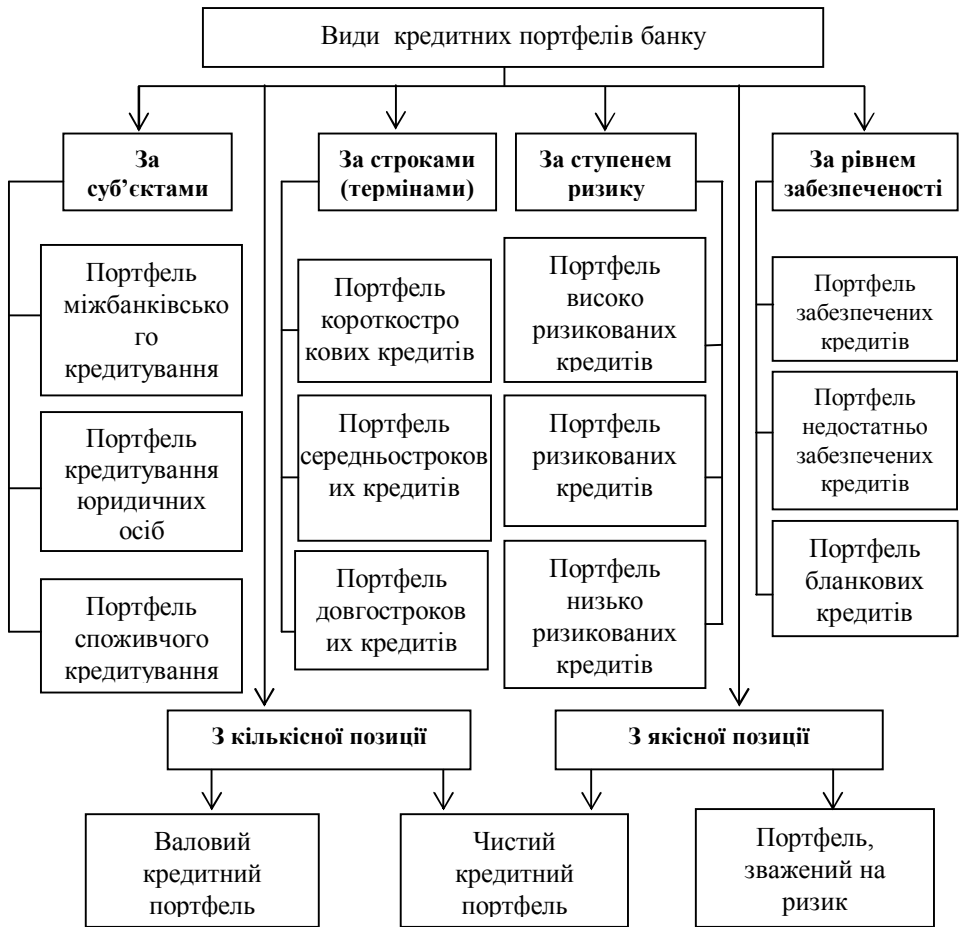 Види кредитних портфелів банку
За
суб’єктами
За строками
(термінами)
За ступенем
ризику
За рівнем
забезпеченості
Портфель
міжбанківсько
го
кредитування
Портфель
кредитування
юридичних
осіб
Портфель
споживчого
кредитування
Портфель
короткостро
кових кредитів
Портфель
середньостроков
их кредитів
Портфель
довгостроков
их кредитів
Портфель
високо
ризикованих
кредитів
Портфель
ризикованих
кредитів
Портфель
низько
ризикованих
кредитів
Портфель
забезпечених
кредитів
Портфель
недостатньо
забезпечених
кредитів
Портфель
бланкових
кредитів
З кількісної позиції
З якісної позиції
Валовий
кредитний
портфель
Чистий
кредитний
портфель
Портфель,
зважений на
ризик